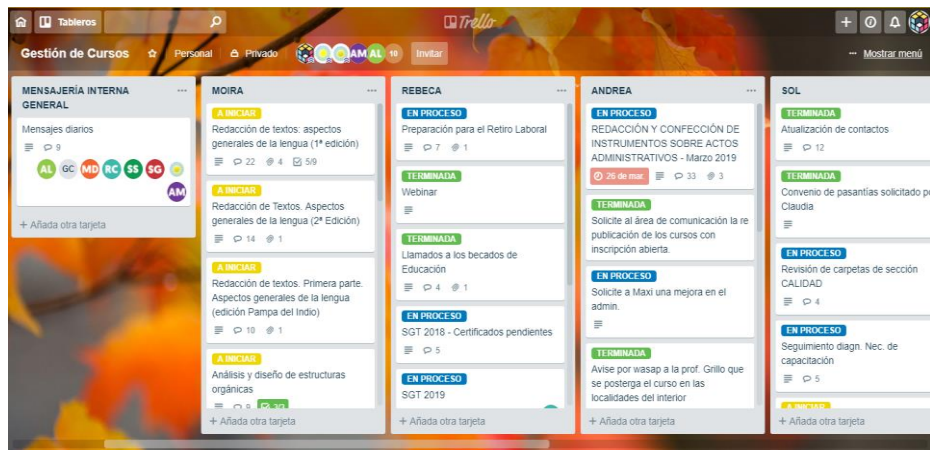 Tableros
Trello
Gestión de Cursos
Personal
Privado
AM
AL
10
Invitar
Mostrar menú
MENSAJERÍA INTERNA
GENERAL
Mensajes diarios
9
AL GC MD RC SS SG
AM
+ Añada otra tarjeta
MOIRA
A INICIAR
Redacción de textos: aspectos
generales de la lengua (1ª edición)
22 4 5/9
A INICIAR
Redacción de Textos. Aspectos
generales de la lengua (2ª Edición)
14 1
A INICIAR
Redacción de textos. Primera parte.
Aspectos generales de la lengua
(edición Pampa del Indio)
10 1
A INICIAR
Análisis y diseño de estructuras
orgánicas
+ Añada otra tarjeta
REBECA
EN PROCESO
Preparación para el Retiro Laboral
7 1
TERMINADA
Webinar
TERMINADA
Llamados a los becados de
Educación
4 1
EN PROCESO
SGT 2018 - Certificados pendientes
5
EN PROCESO
SGT 2019
+ Añada otra tarjeta
ANDREA
EN PROCESO
REDACCIÓN Y CONFECCIÓN DE
INSTRUMENTOS SOBRE ACTOS
ADMINISTRATIVOS - Marzo 2019
26 de mar. 33 3
TERMINADA
Solicite al área de comunicación la re
publicación de los cursos con
inscripción abierta.
EN PROCESO
Solicite a Maxi una mejora en el
admin.
TERMINADA
Avise por wasap a la prof. Grillo que
se posterga el curso en las
localidades del interior
+ Añada otra tarjeta
SOL
TERMINADA
Atualización de contactos
12
TERMINADA
Convenio de pasantías solicitado po
Claudia
EN PROCESO
Revisión de carpetas de sección
CALIDAD
4
EN PROCESO
Seguimiento diagn. Nec. de
capacitación
5
A INICIAR
+ Añada otra tarjeta